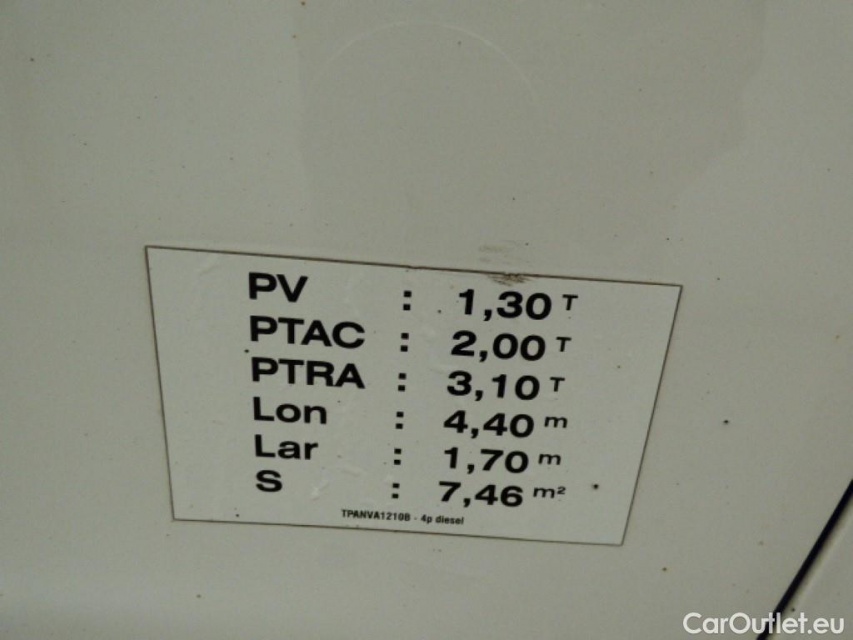 PV : 1,30 T
PTAC : 2,00 T
PTRA : 3,10 T
Lon : 4,40 m
Lar : 1,70 m
S : 7,46 m²
TPANVA1210B - 4p diesel
CarOutlet.eu